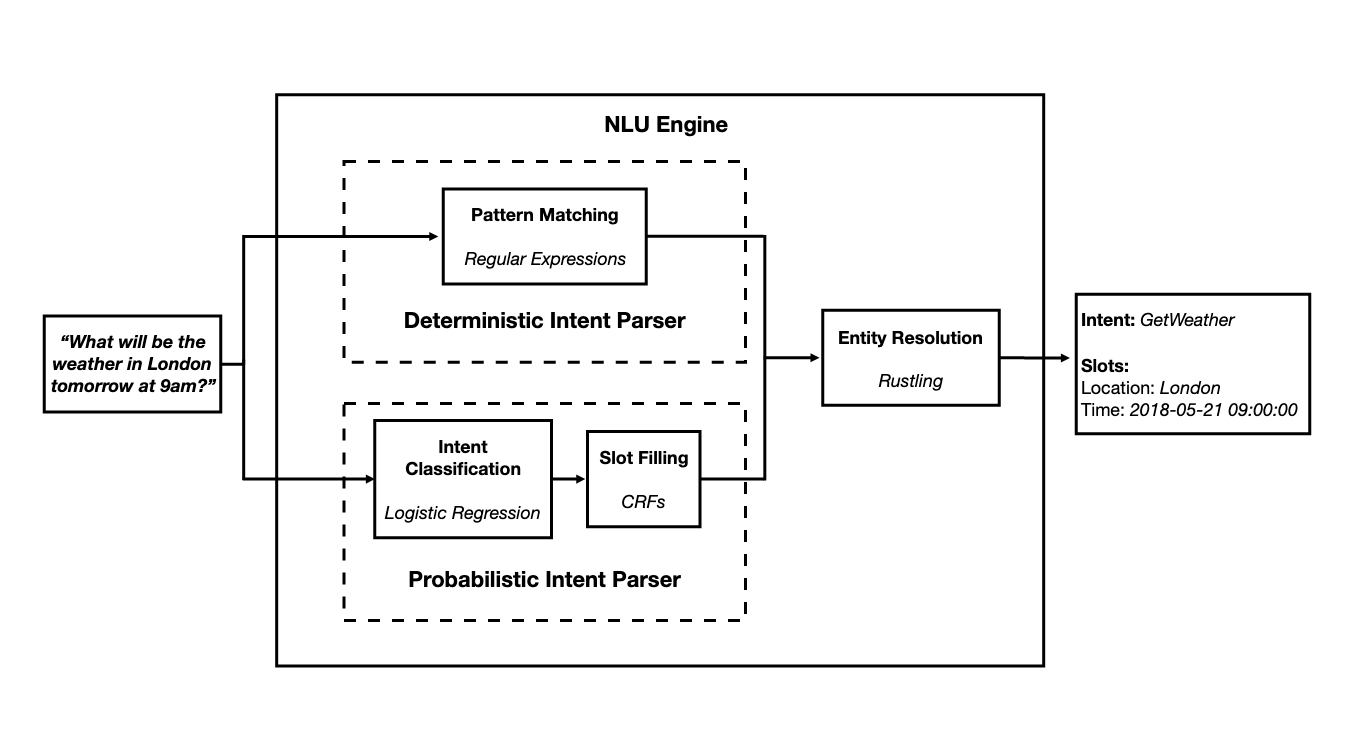 NLU Engine
Pattern Matching
Regular Expressions
Deterministic Intent Parser
“What will be the
weather in London
tomorrow at 9am?”
Intent
Classification
Logistic Regression
Slot Filling
CRFs
Probabilistic Intent Parser
Entity Resolution
Rustling
Intent: GetWeather
Slots:
Location: London
Time: 2018-05-21 09:00:00